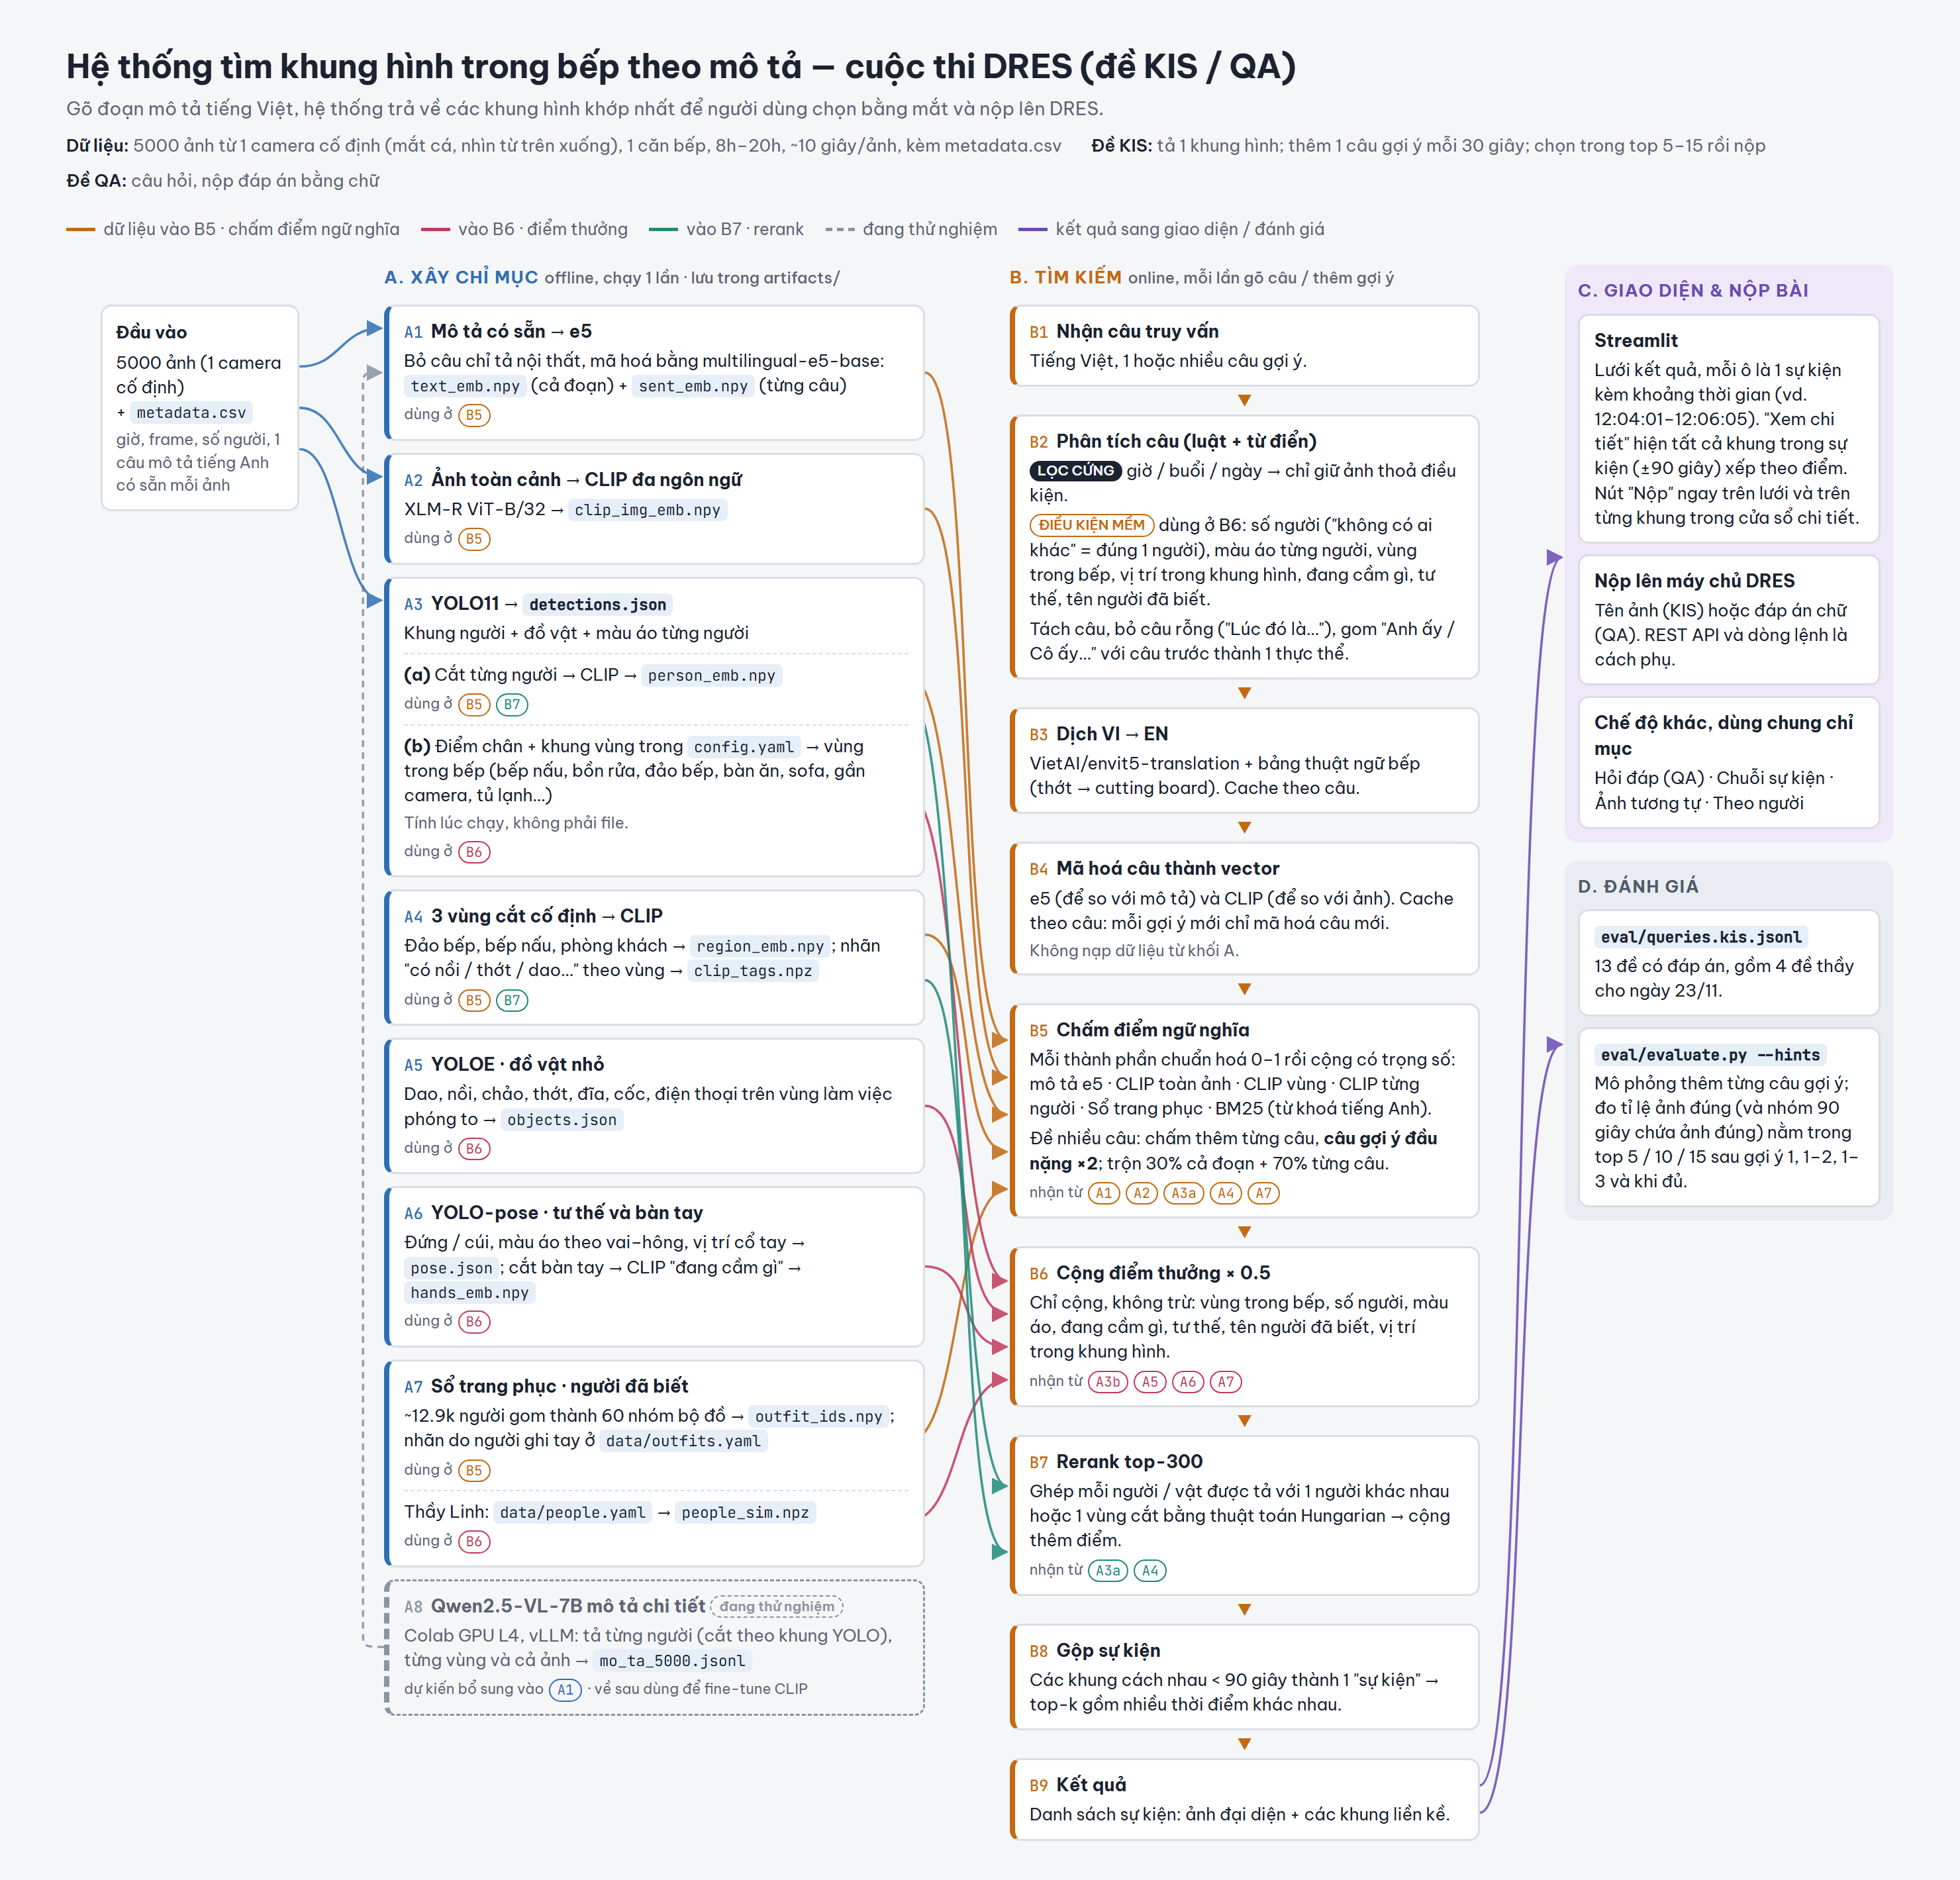 Hệ thống tìm khung hình trong bếp theo mô tả — cuộc thi DRES (đề KIS / QA)
Gõ đoạn mô tả tiếng Việt, hệ thống trả về các khung hình khớp nhất để người dùng chọn bằng mắt và nộp lên DRES.
Dữ liệu: 5000 ảnh từ 1 camera cố định (mắt cá, nhìn từ trên xuống), 1 căn bếp, 8h–20h, ~10 giây/ảnh, kèm metadata.csv Đề KIS: tả 1 khung hình; thêm 1 câu gợi ý mỗi 30 giây; chọn trong top 5–15 rồi nộp
Đề QA: câu hỏi, nộp đáp án bằng chữ
dữ liệu vào B5 · chấm điểm ngữ nghĩa vào B6 · điểm thưởng vào B7 · rerank đang thử nghiệm kết quả sang giao diện / đánh giá
Đầu vào
5000 ảnh (1 camera
cố định)
+ metadata.csv
giờ, frame, số người, 1
câu mô tả tiếng Anh
có sẵn mỗi ảnh
A. XÂY CHỈ MỤC offline, chạy 1 lần · lưu trong artifacts/
A1 Mô tả có sẵn → e5
Bỏ câu chỉ tả nội thất, mã hoá bằng multilingual-e5-base:
text_emb.npy (cả đoạn) + sent_emb.npy (từng câu)
dùng ở B5
A2 Ảnh toàn cảnh → CLIP đa ngôn ngữ
XLM-R ViT-B/32 → clip_img_emb.npy
dùng ở B5
A3 YOLO11 → detections.json
Khung người + đồ vật + màu áo từng người
(a) Cắt từng người → CLIP → person_emb.npy
dùng ở B5 B7
(b) Điểm chân + khung vùng trong config.yaml → vùng
trong bếp (bếp nấu, bồn rửa, đảo bếp, bàn ăn, sofa, gần
camera, tủ lạnh…)
Tính lúc chạy, không phải file.
dùng ở B6
A4 3 vùng cắt cố định → CLIP
Đảo bếp, bếp nấu, phòng khách → region_emb.npy ; nhãn
"có nồi / thớt / dao…" theo vùng → clip_tags.npz
dùng ở B5 B7
A5 YOLOE · đồ vật nhỏ
Dao, nồi, chảo, thớt, đĩa, cốc, điện thoại trên vùng làm việc
phóng to → objects.json
dùng ở B6
A6 YOLO-pose · tư thế và bàn tay
Đứng / cúi, màu áo theo vai–hông, vị trí cổ tay →
pose.json ; cắt bàn tay → CLIP "đang cầm gì" →
hands_emb.npy
dùng ở B6
A7 Sổ trang phục · người đã biết
~12.9k người gom thành 60 nhóm bộ đồ → outfit_ids.npy ;
nhãn do người ghi tay ở data/outfits.yaml
dùng ở B5
Thầy Linh: data/people.yaml → people_sim.npz
dùng ở B6
A8 Qwen2.5-VL-7B mô tả chi tiết đang thử nghiệm
Colab GPU L4, vLLM: tả từng người (cắt theo khung YOLO),
từng vùng và cả ảnh → mo_ta_5000.jsonl
dự kiến bổ sung vào A1 · về sau dùng để fine-tune CLIP
B. TÌM KIẾM online, mỗi lần gõ câu / thêm gợi ý
B1 Nhận câu truy vấn
Tiếng Việt, 1 hoặc nhiều câu gợi ý.
B2 Phân tích câu (luật + từ điển)
LỌC CỨNG giờ / buổi / ngày → chỉ giữ ảnh thoả điều
kiện.
ĐIỀU KIỆN MỀM dùng ở B6: số người ("không có ai
khác" = đúng 1 người), màu áo từng người, vùng
trong bếp, vị trí trong khung hình, đang cầm gì, tư
thế, tên người đã biết.
Tách câu, bỏ câu rỗng ("Lúc đó là…"), gom "Anh ấy /
Cô ấy…" với câu trước thành 1 thực thể.
B3 Dịch VI → EN
VietAI/envit5-translation + bảng thuật ngữ bếp
(thớt → cutting board). Cache theo câu.
B4 Mã hoá câu thành vector
e5 (để so với mô tả) và CLIP (để so với ảnh). Cache
theo câu: mỗi gợi ý mới chỉ mã hoá câu mới.
Không nạp dữ liệu từ khối A.
B5 Chấm điểm ngữ nghĩa
Mỗi thành phần chuẩn hoá 0–1 rồi cộng có trọng số:
mô tả e5 · CLIP toàn ảnh · CLIP vùng · CLIP từng
người · Sổ trang phục · BM25 (từ khoá tiếng Anh).
Đề nhiều câu: chấm thêm từng câu, câu gợi ý đầu
nặng ×2; trộn 30% cả đoạn + 70% từng câu.
nhận từ A1 A2 A3a A4 A7
B6 Cộng điểm thưởng × 0.5
Chỉ cộng, không trừ: vùng trong bếp, số người, màu
áo, đang cầm gì, tư thế, tên người đã biết, vị trí
trong khung hình.
nhận từ A3b A5 A6 A7
B7 Rerank top-300
Ghép mỗi người / vật được tả với 1 người khác nhau
hoặc 1 vùng cắt bằng thuật toán Hungarian → cộng
thêm điểm.
nhận từ A3a A4
B8 Gộp sự kiện
Các khung cách nhau < 90 giây thành 1 "sự kiện" →
top-k gồm nhiều thời điểm khác nhau.
B9 Kết quả
Danh sách sự kiện: ảnh đại diện + các khung liền kề.
C. GIAO DIỆN & NỘP BÀI
Streamlit
Lưới kết quả, mỗi ô là 1 sự kiện
kèm khoảng thời gian (vd.
12:04:01–12:06:05). "Xem chi
tiết" hiện tất cả khung trong sự
kiện (±90 giây) xếp theo điểm.
Nút "Nộp" ngay trên lưới và trên
từng khung trong cửa sổ chi tiết.
Nộp lên máy chủ DRES
Tên ảnh (KIS) hoặc đáp án chữ
(QA). REST API và dòng lệnh là
cách phụ.
Chế độ khác, dùng chung chỉ
mục
Hỏi đáp (QA) · Chuỗi sự kiện ·
Ảnh tương tự · Theo người
D. ĐÁNH GIÁ
eval/queries.kis.jsonl
13 đề có đáp án, gồm 4 đề thầy
cho ngày 23/11.
eval/evaluate.py --hints
Mô phỏng thêm từng câu gợi ý;
đo tỉ lệ ảnh đúng (và nhóm 90
giây chứa ảnh đúng) nằm trong
top 5 / 10 / 15 sau gợi ý 1, 1–2, 1–
3 và khi đủ.